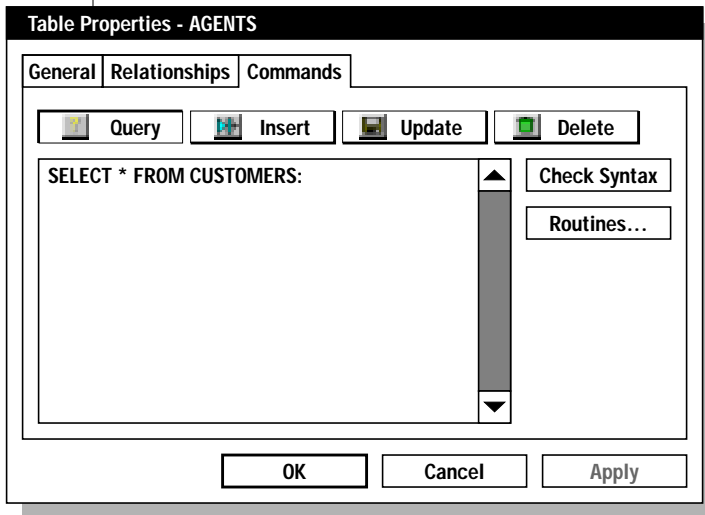 Table Properties - AGENTS
General Relationships Commands
Query Insert Update Delete
SELECT * FROM CUSTOMERS:
Check Syntax
Routines...
OK Cancel Apply